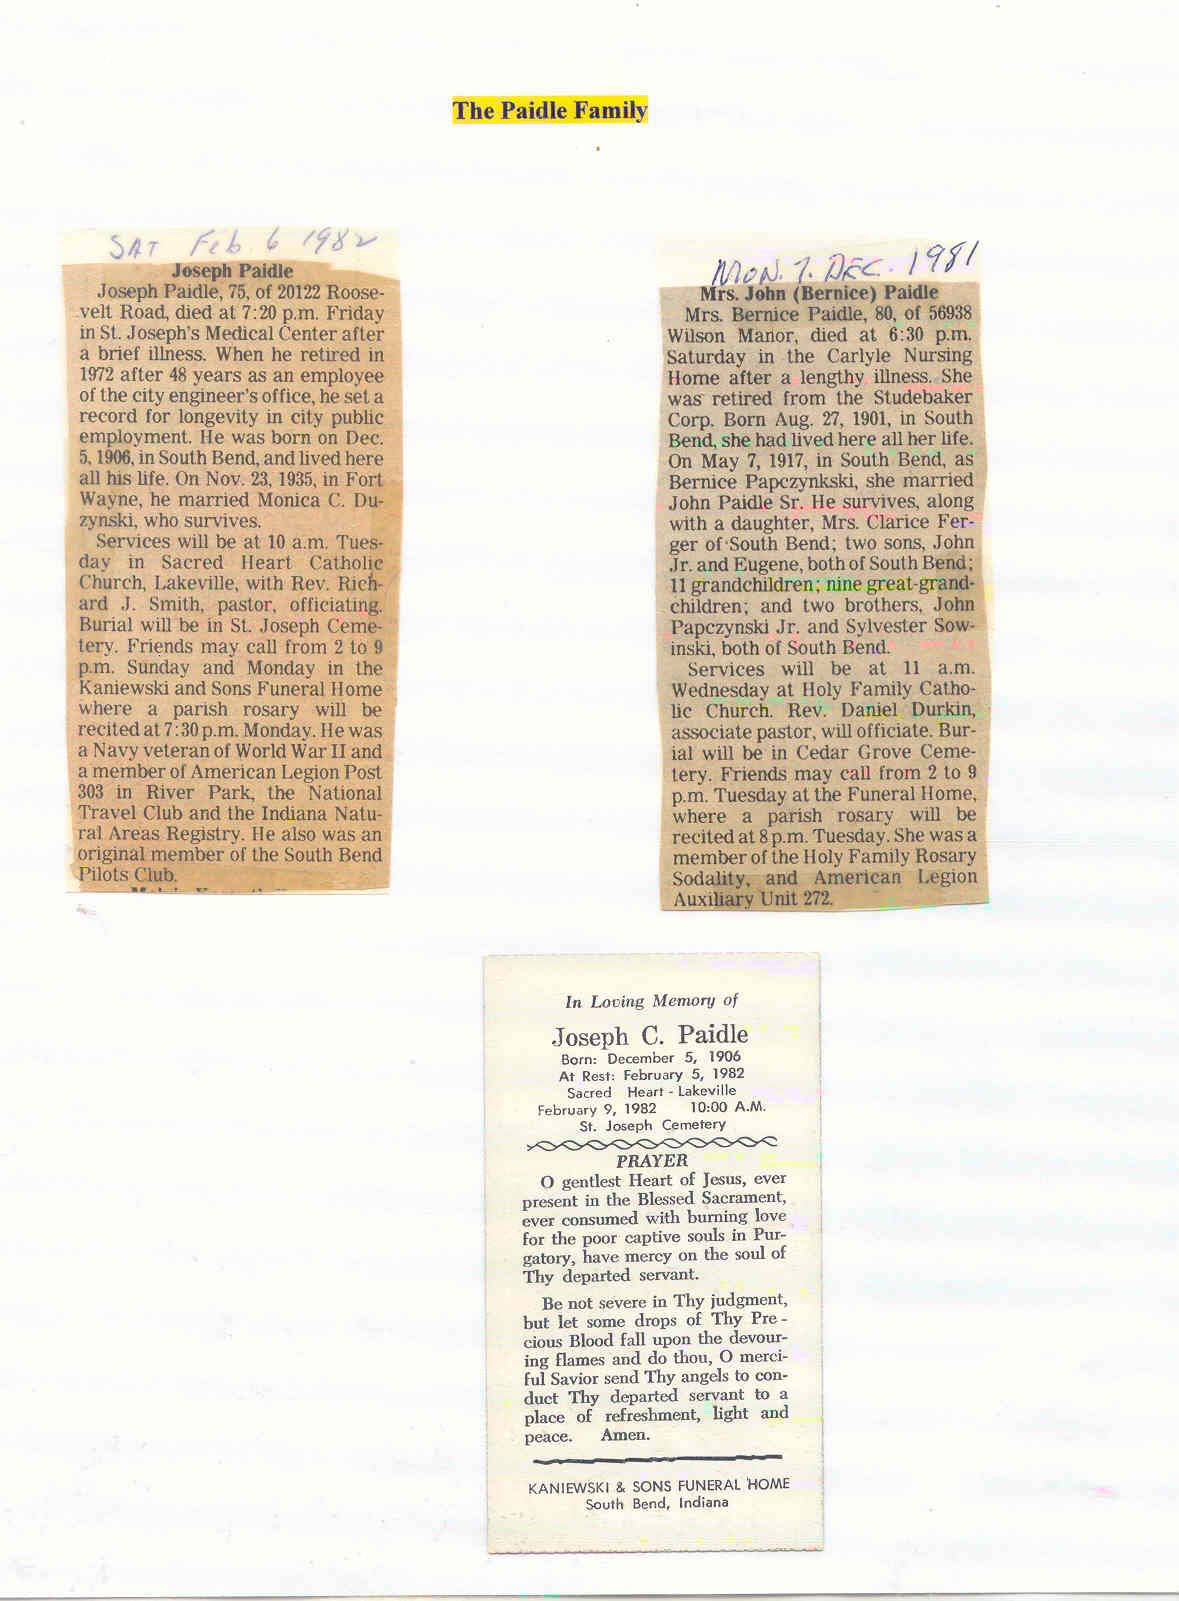 The Paidle Family
SAT Feb 6 1982
Joseph Paidle
Joseph Paidle, 75, of 20122 Roose-
velt Road, died at 7:20 p.m. Friday
in St. Joseph's Medical Center after
a brief illness. When he retired in
1972 after 48 years as an employee
of the city engineer's office, he set a
record for longevity in city public
employment. He was born on Dec.
5, 1906, in South Bend, and lived here
all his life. On Nov. 23, 1935, in Fort
Wayne, he married Monica C. Du-
zynski, who survives.
Services will be at 10 a.m. Tues-
day in Sacred Heart Catholic
Church, Lakeville, with Rev. Rich-
ard J. Smith, pastor, officiating.
Burial will be in St. Joseph Ceme-
tery. Friends may call from 2 to 9
p.m. Sunday and Monday in the
Kaniewski and Sons Funeral Home
where a parish rosary will be
recited at 7:30 p.m. Monday. He was
a Navy veteran of World War II and
a member of American Legion Post
303 in River Park, the National
Travel Club and the Indiana Natu-
ral Areas Registry. He also was an
original member of the South Bend
Pilots Club.
MON. 7. DEC. 1981
Mrs. John (Bernice) Paidle
Mrs. Bernice Paidle, 80, of 56938
Wilson Manor, died at 6:30 p.m.
Saturday in the Carlyle Nursing
Home after a lengthy illness. She
was retired from the Studebaker
Corp. Born Aug. 27, 1901, in South
Bend, she had lived here all her life.
On May 7, 1917, in South Bend, as
Bernice Papczynkski, she married
John Paidle Sr. He survives, along
with a daughter, Mrs. Clarice Fer-
ger of South Bend; two sons, John
Jr. and Eugene, both of South Bend;
11 grandchildren; nine great-grand-
children; and two brothers, John
Papczynski Jr. and Sylvester Sow-
inski, both of South Bend.
Services will be at 11 a.m.
Wednesday at Holy Family Catho-
lic Church. Rev. Daniel Durkin,
associate pastor, will officiate. Bur-
ial will be in Cedar Grove Ceme-
tery. Friends may call from 2 to 9
p.m. Tuesday at the Funeral Home,
where a parish rosary will be
recited at 8 p.m. Tuesday. She was a
member of the Holy Family Rosary
Sodality, and American Legion
Auxiliary Unit 272.
In Loving Memory of
Joseph C. Paidle
Born: December 5, 1906
At Rest: February 5, 1982
Sacred Heart - Lakeville
February 9, 1982 10:00 A.M.
St. Joseph Cemetery
PRAYER
O gentlest Heart of Jesus, ever
present in the Blessed Sacrament,
ever consumed with burning love
for the poor captive souls in Pur-
gatory, have mercy on the soul of
Thy departed servant.
Be not severe in Thy judgment,
but let some drops of Thy Pre-
cious Blood fall upon the devour-
ing flames and do thou, O merci-
ful Savior send Thy angels to con-
duct Thy departed servant to a
place of refreshment, light and
peace. Amen.
KANIEWSKI & SONS FUNERAL HOME
South Bend, Indiana